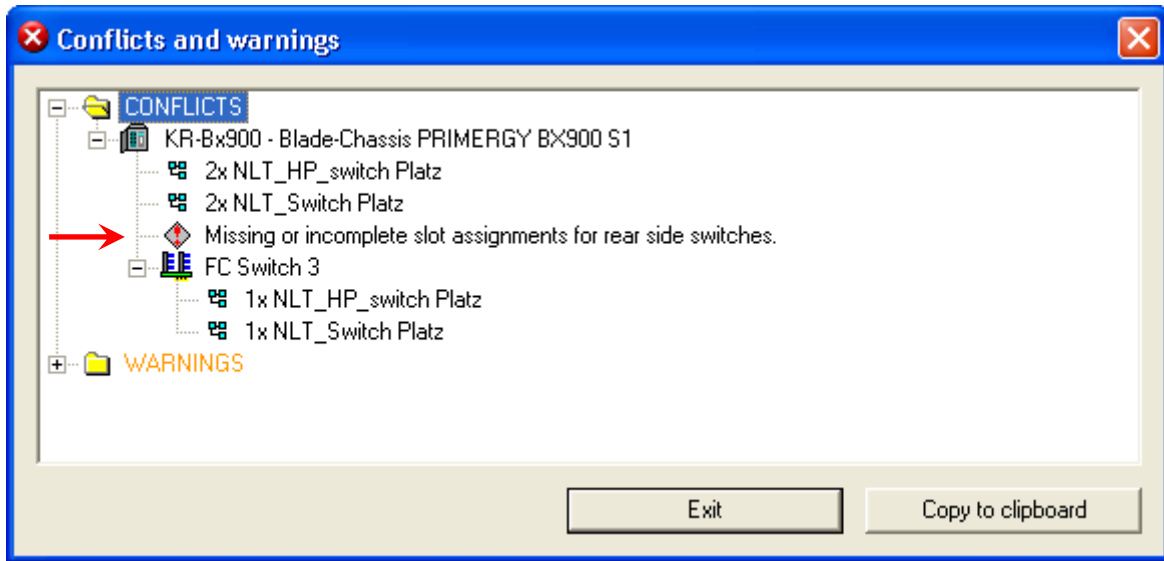 Conflicts and warnings
CONFLICTS
KR-Bx900 - Blade-Chassis PRIMERGY BX900 S1
2x NLT_HP_switch Platz
2x NLT_Switch Platz
Missing or incomplete slot assignments for rear side switches.
FC Switch 3
1x NLT_HP_switch Platz
1x NLT_Switch Platz
WARNINGS
Exit Copy to clipboard